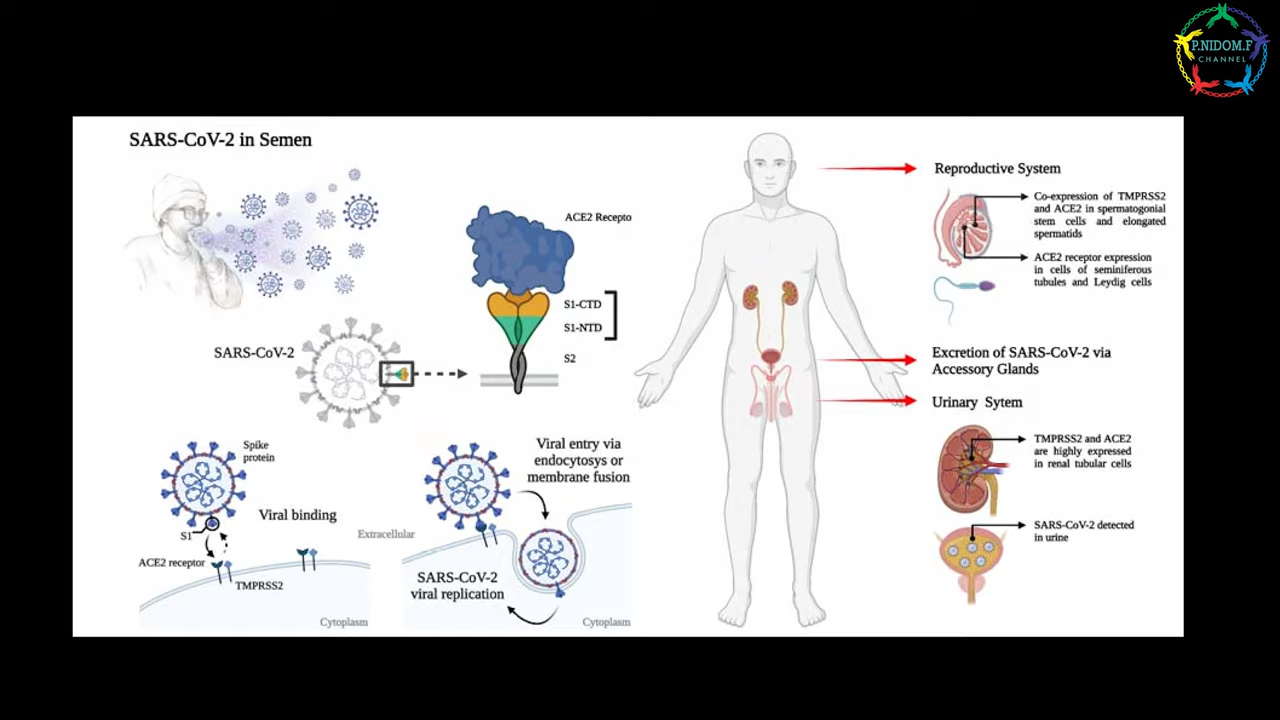 P.NIDOM.F
CHANNEL
SARS-CoV-2 in Semen
ACE2 Recepto
S1-CTD
S1-NTD
S2
SARS-CoV-2
Spike
protein
Viral binding
S1
ACE2 receptor
TMPRSS2
Cytoplasm
Extracellular
Viral entry via
endocytosys or
membrane fusion
SARS-CoV-2
viral replication
Cytoplasm
Reproductive System
Co-expression of TMPRSS2
and ACE2 in spermatogonial
stem cells and elongated
spermatids
ACE2 receptor expression
in cells of seminiferous
tubules and Leydig cells
Excretion of SARS-CoV-2 via
Accessory Glands
Urinary Sytem
TMPRSS2 and ACE2
are highly expressed
in renal tubular cells
SARS-CoV-2 detected
in urine